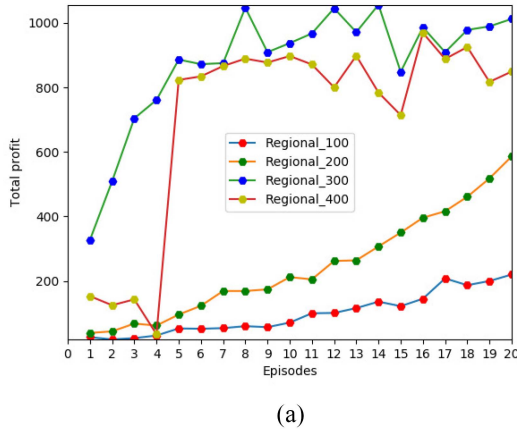 1000
800
600
400
200
Total profit
Regional_100
Regional_200
Regional_300
Regional_400
0 1 2 3 4 5 6 7 8 9 10 11 12 13 14 15 16 17 18 19 20
Episodes
(a)